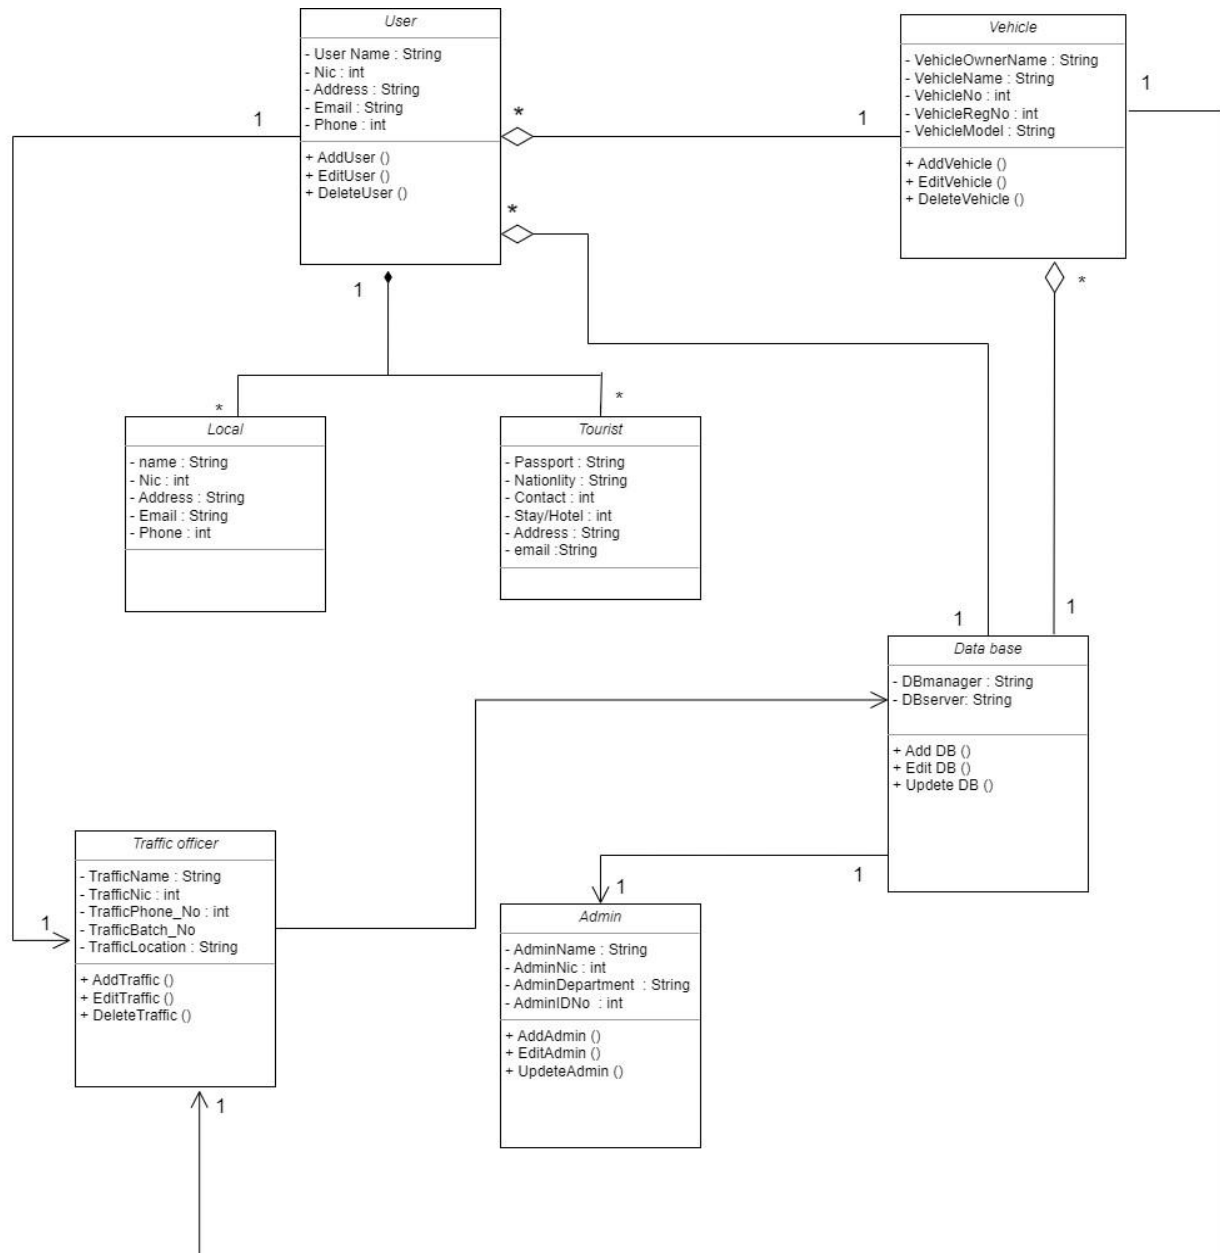 User
- User Name : String
- Nic : int
- Address : String
- Email : String
- Phone : int
+ AddUser ()
+ EditUser ()
+ DeleteUser ()
Vehicle
- VehicleOwnerName : String
- VehicleName : String
- VehicleNo : int
- VehicleRegNo : int
- VehicleModel : String
+ AddVehicle ()
+ EditVehicle ()
+ DeleteVehicle ()
1
*
1
1
*
1
*
*
*
Local
- name : String
- Nic : int
- Address : String
- Email : String
- Phone : int
Tourist
- Passport : String
- Nationlity : String
- Contact : int
- Stay/Hotel : int
- Address : String
- email :String
1
1
Data base
- DBmanager : String
- DBserver: String
+ Add DB ()
+ Edit DB ()
+ Updete DB ()
Traffic officer
- TrafficName : String
- TrafficNic : int
- TrafficPhone_No : int
- TrafficBatch_No
- TrafficLocation : String
+ AddTraffic ()
+ EditTraffic ()
+ DeleteTraffic ()
1
1
1
Admin
- AdminName : String
- AdminNic : int
- AdminDepartment : String
- AdminIDNo : int
+ AddAdmin ()
+ EditAdmin ()
+ UpdeteAdmin ()
1